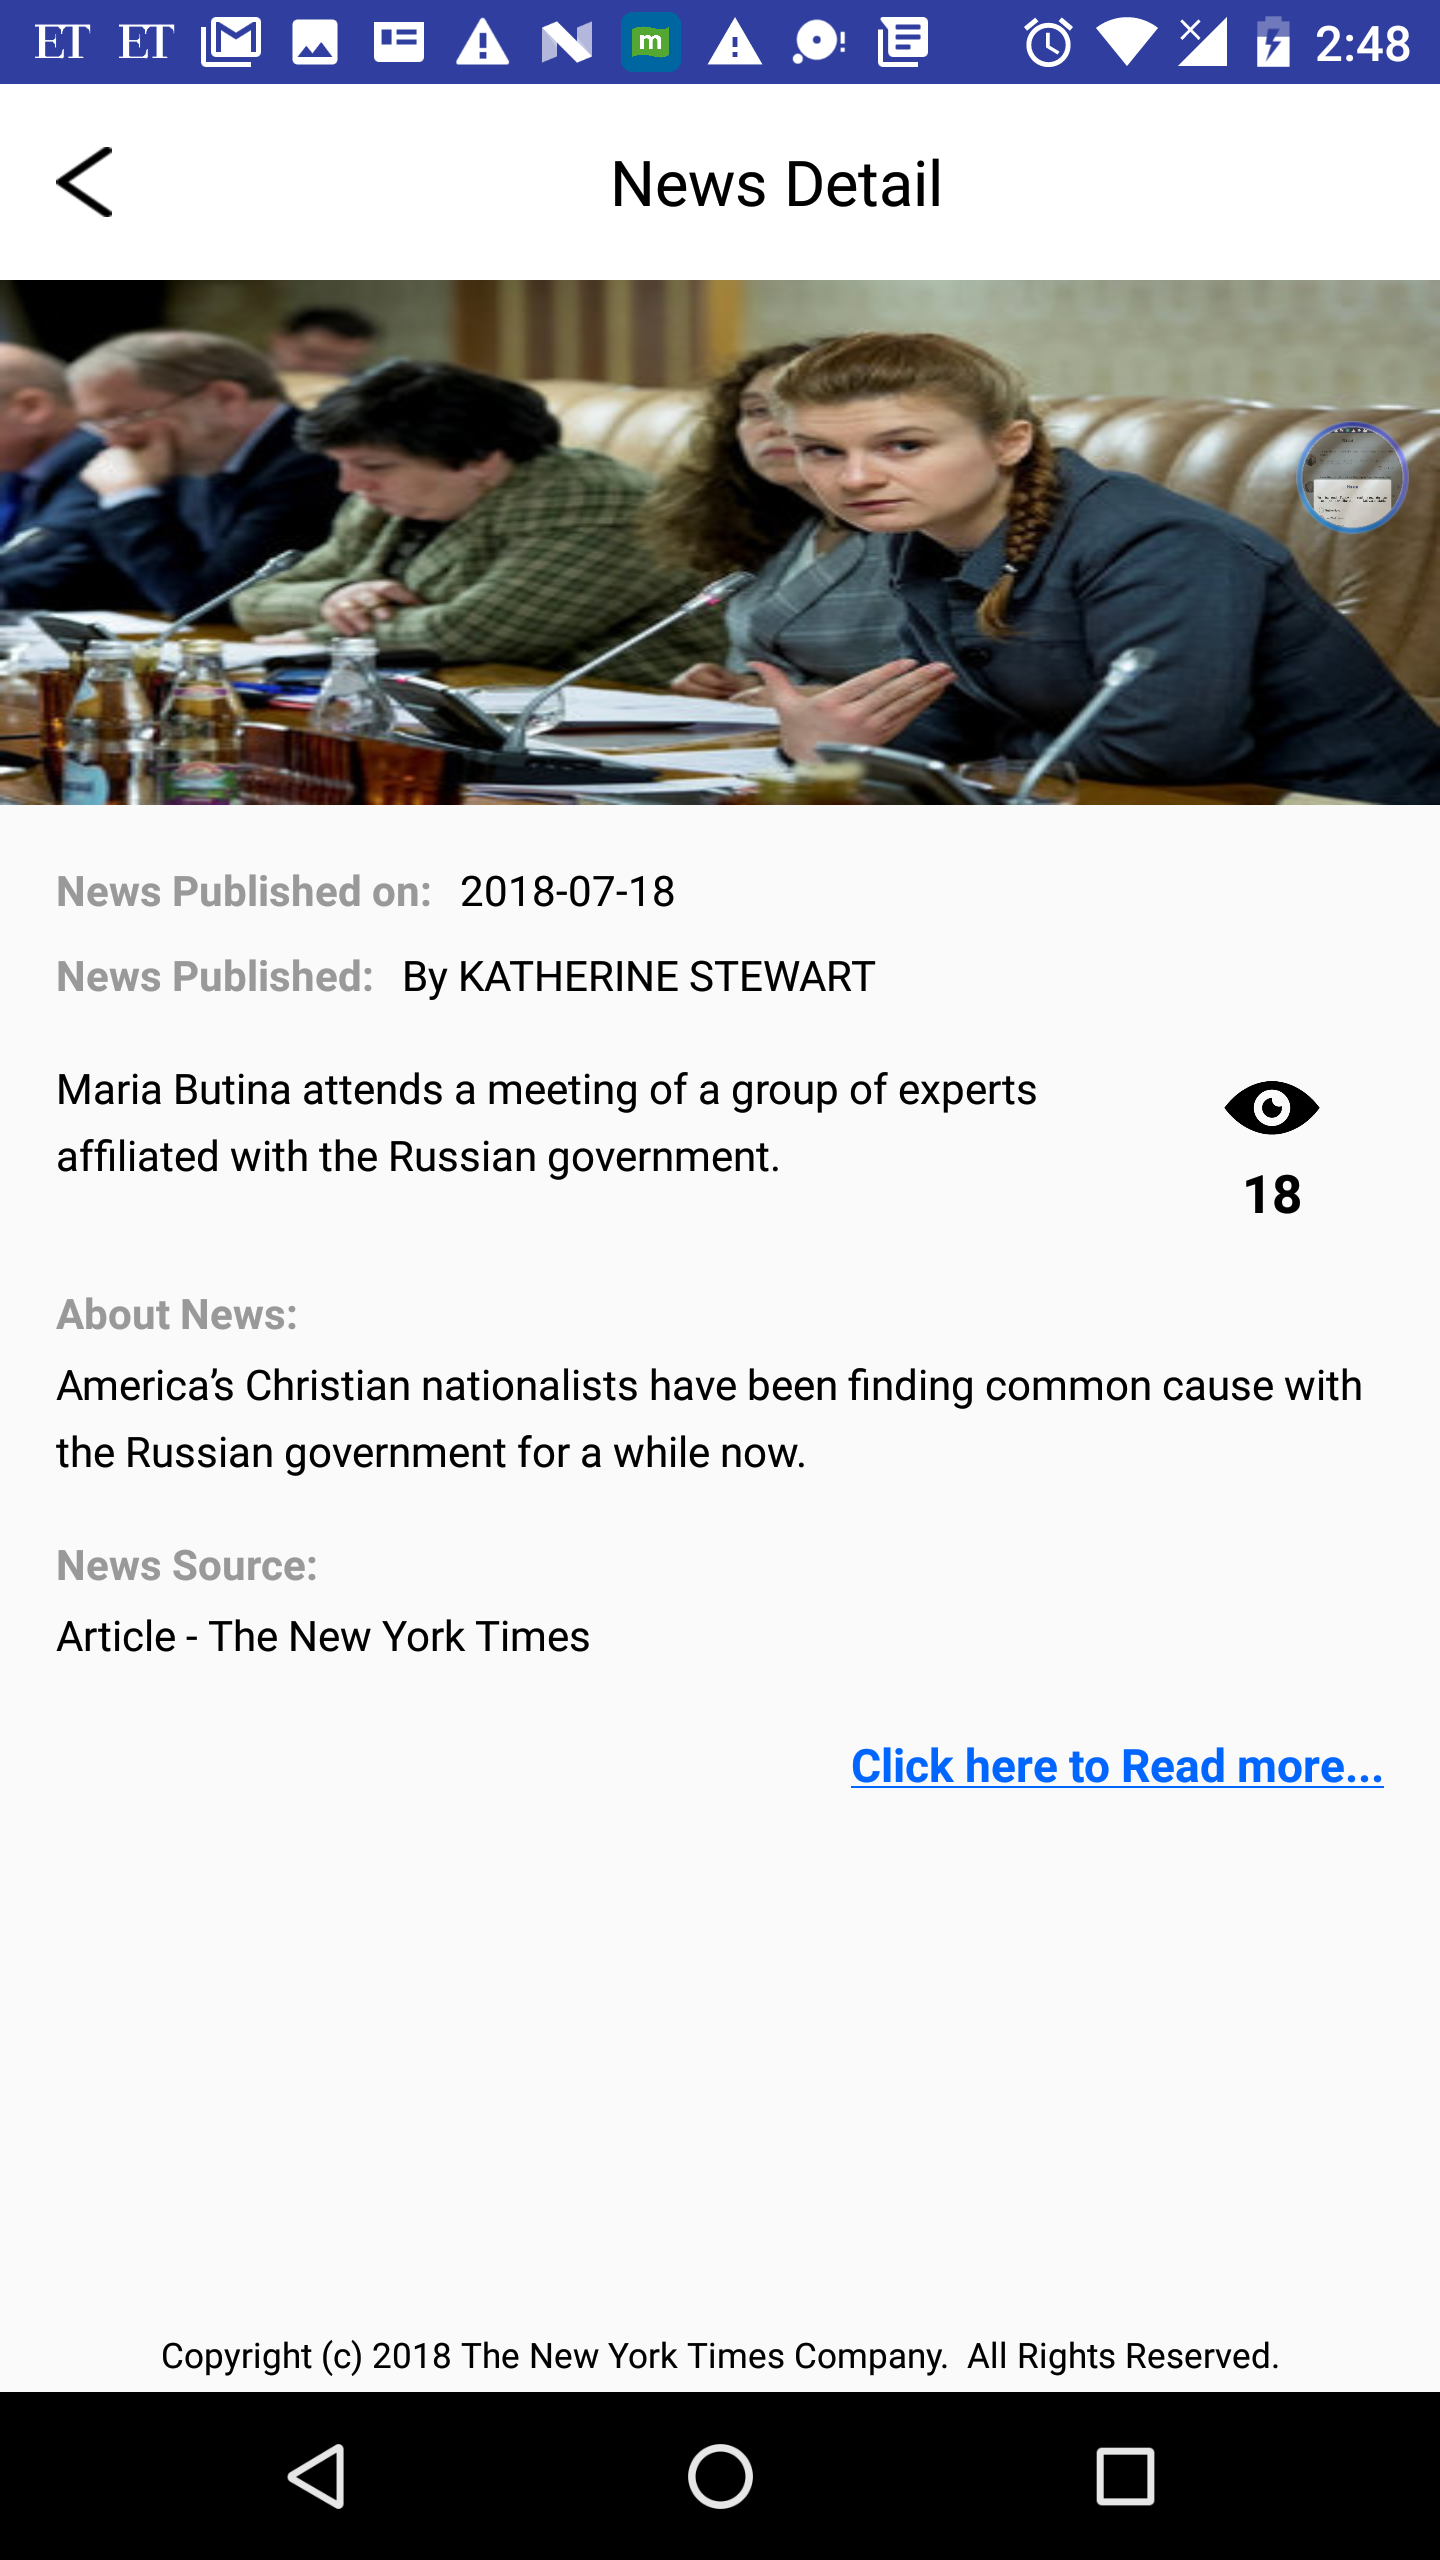 ET ET m ! 2:48
News Detail
News Published on: 2018-07-18
News Published: By KATHERINE STEWART
Maria Butina attends a meeting of a group of experts
affiliated with the Russian government.
18
About News:
America’s Christian nationalists have been finding common cause with
the Russian government for a while now.
News Source:
Article - The New York Times
Click here to Read more...
Copyright (c) 2018 The New York Times Company.  All Rights Reserved.